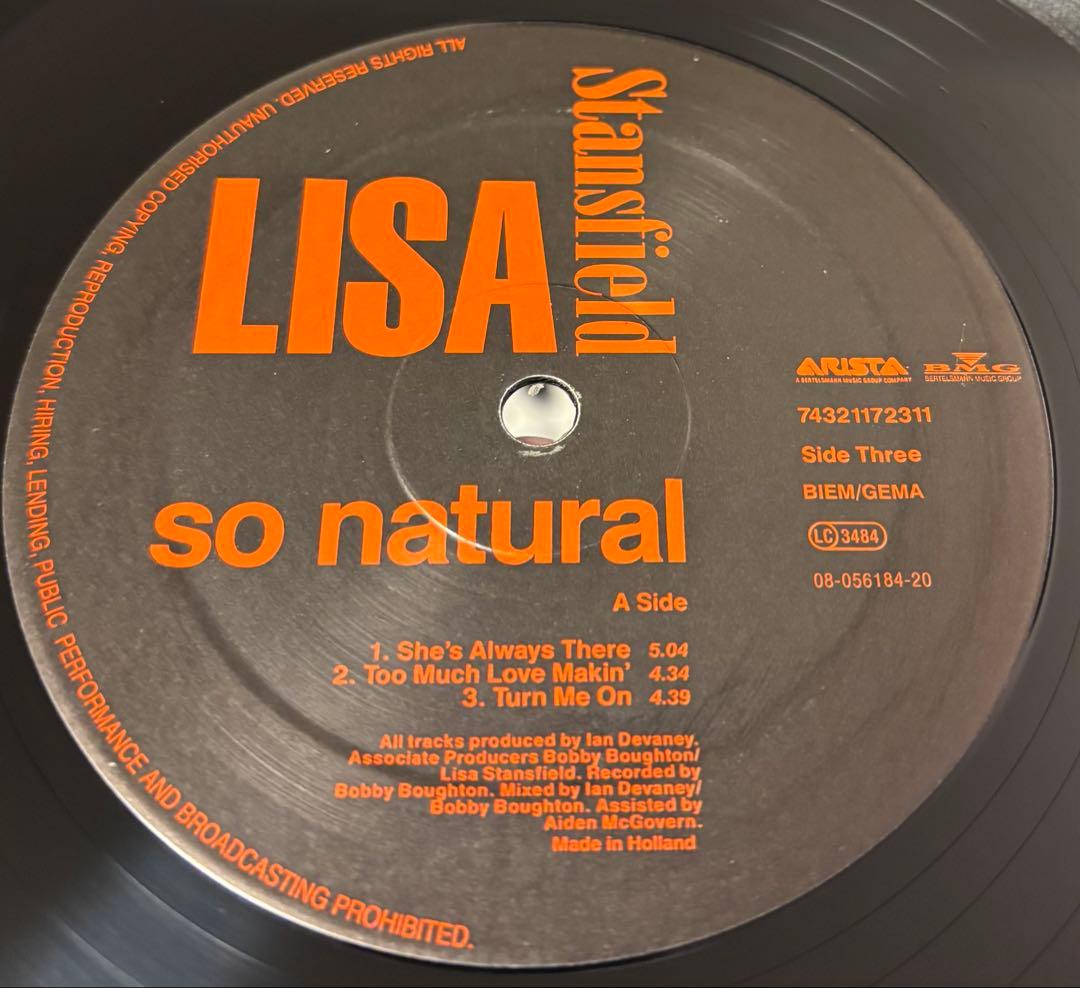 LISA
Stansfield
ARISTA
A BERTELSMANN MUSIC GROUP COMPANY
BMG
BERTELSMANN MUSIC GROUP
74321172311
Side Three
BIEM/GEMA
LC 3484
08-056184-20
so natural
A Side
1. She's Always There 5.04
2. Too Much Love Makin' 4.34
3. Turn Me On 4.39
All tracks produced by Ian Devaney.
Associate Producers Bobby Boughton/
Lisa Stansfield. Recorded by
Bobby Boughton. Mixed by Ian Devaney/
Bobby Boughton. Assisted by
Aiden McGovern.
Made in Holland
ALL RIGHTS RESERVED. UNAUTHORISED COPYING, REPRODUCTION, HIRING, LENDING, PUBLIC PERFORMANCE AND BROADCASTING PROHIBITED.